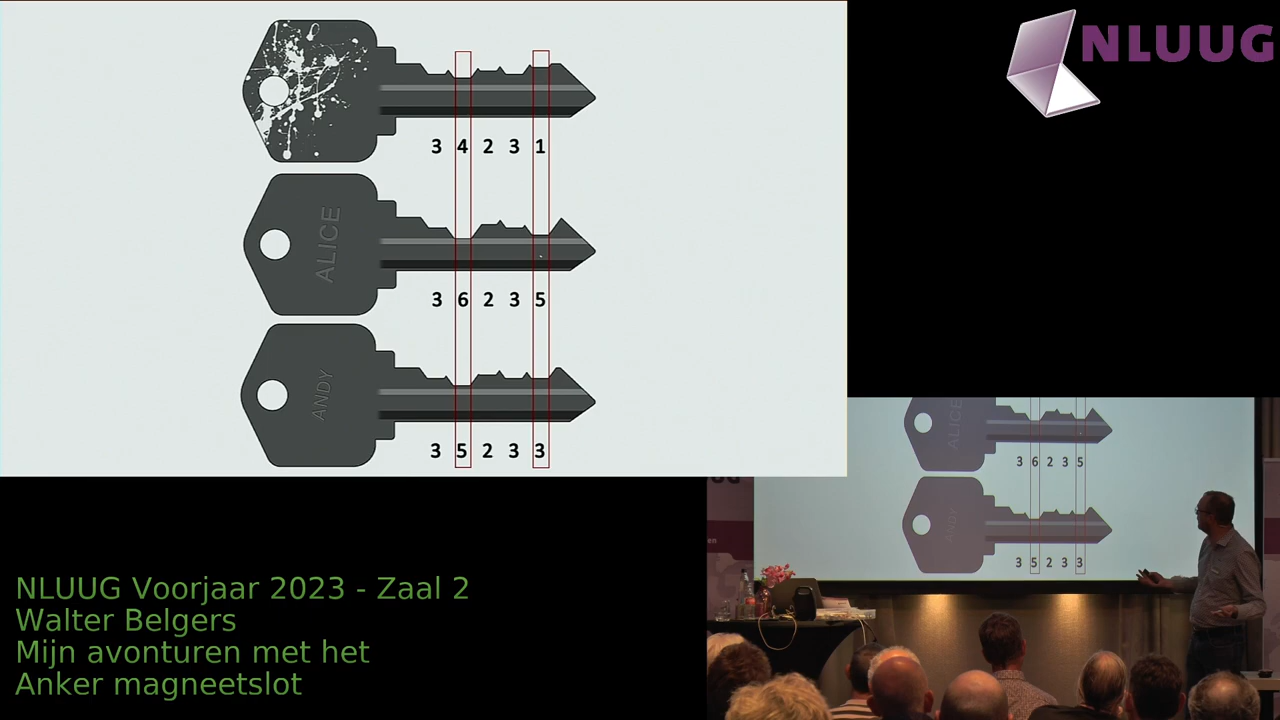 NLUUG
3 4 2 3 1
ALICE
3 6 2 3 5
ANDY
3 5 2 3 3
ALICE
3 6 2 3 5
ANDY
3 5 2 3 3
NLUUG Voorjaar 2023 - Zaal 2
Walter Belgers
Mijn avonturen met het
Anker magneetslot